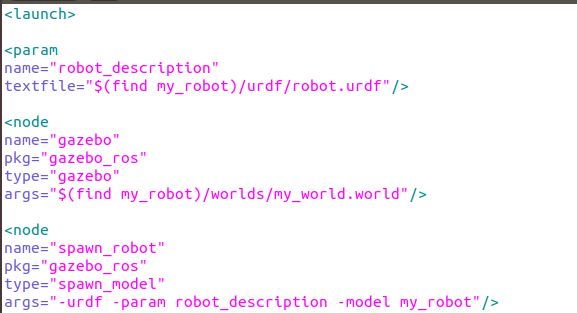 <launch>
<param
name="robot_description"
textfile="$(find my_robot)/urdf/robot.urdf"/>
<node
name="gazebo"
pkg="gazebo_ros"
type="gazebo"
args="$(find my_robot)/worlds/my_world.world"/>
<node
name="spawn_robot"
pkg="gazebo_ros"
type="spawn_model"
args="-urdf -param robot_description -model my_robot"/>